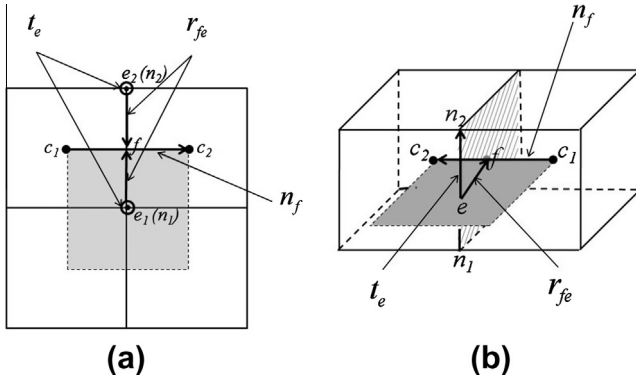 t_e
r_fe
e_2(n_2)
c_1
f
c_2
n_f
e_1(n_1)
(a)
n_f
n_2
c_2
f
c_1
e
n_1
t_e
r_fe
(b)